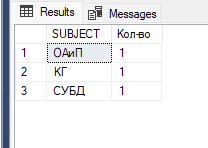 Results Messages
SUBJECT Кол-во
1 ОАиП 1
2 КГ 1
3 СУБД 1